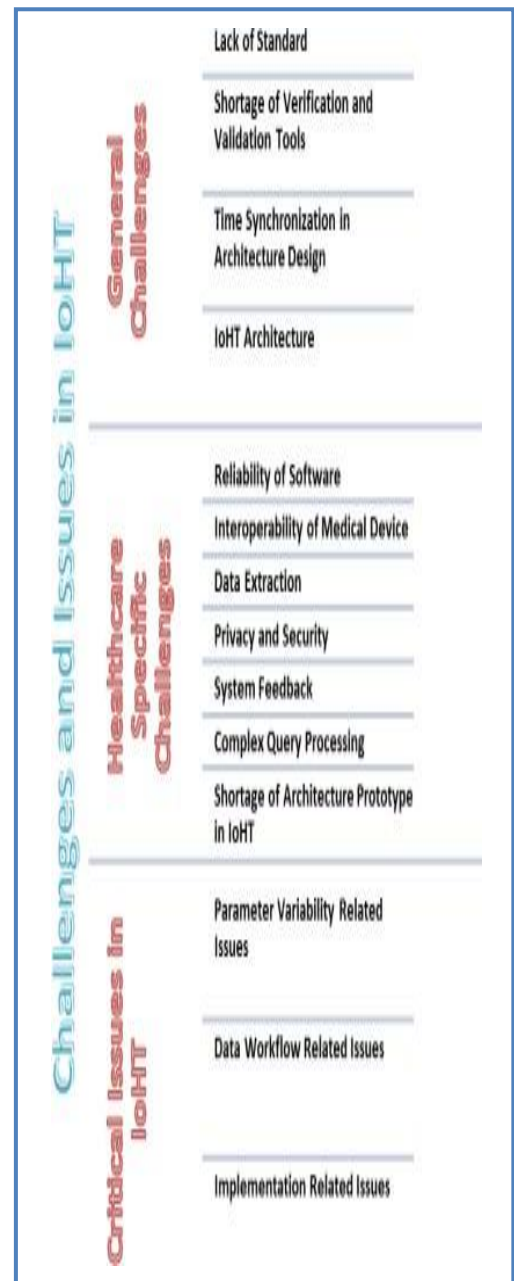 Challenges and Issues in IoHT
General
Challenges
Lack of Standard
Shortage of Verification and
Validation Tools
Time Synchronization in
Architecture Design
IoHT Architecture
Healthcare
Specific
Challenges
Reliability of Software
Interoperability of Medical Device
Data Extraction
Privacy and Security
System Feedback
Complex Query Processing
Shortage of Architecture Prototype
in IoHT
Critical Issues in
IoHT
Parameter Variability Related
Issues
Data Workflow Related Issues
Implementation Related Issues